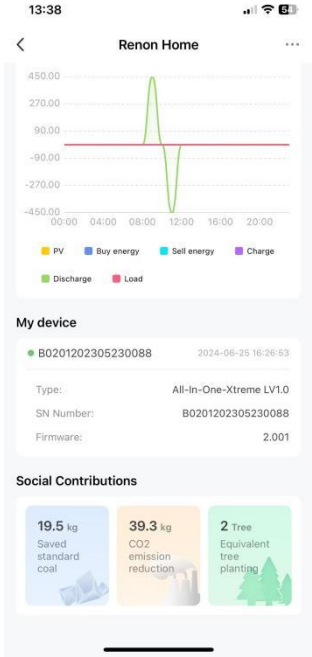 13:38
54
Renon Home
450.00
270.00
90.00
-90.00
-270.00
-450.00
00:00 04:00 08:00 12:00 16:00 20:00
PV Buy energy Sell energy Charge
Discharge Load
My device
B0201202305230088 2024-06-25 16:26:53
Type: All-In-One-Xtreme LV1.0
SN Number: B0201202305230088
Firmware: 2.001
Social Contributions
19.5 kg 39.3 kg 2 Tree
Saved CO2 Equivalent
standard emission tree
coal reduction planting